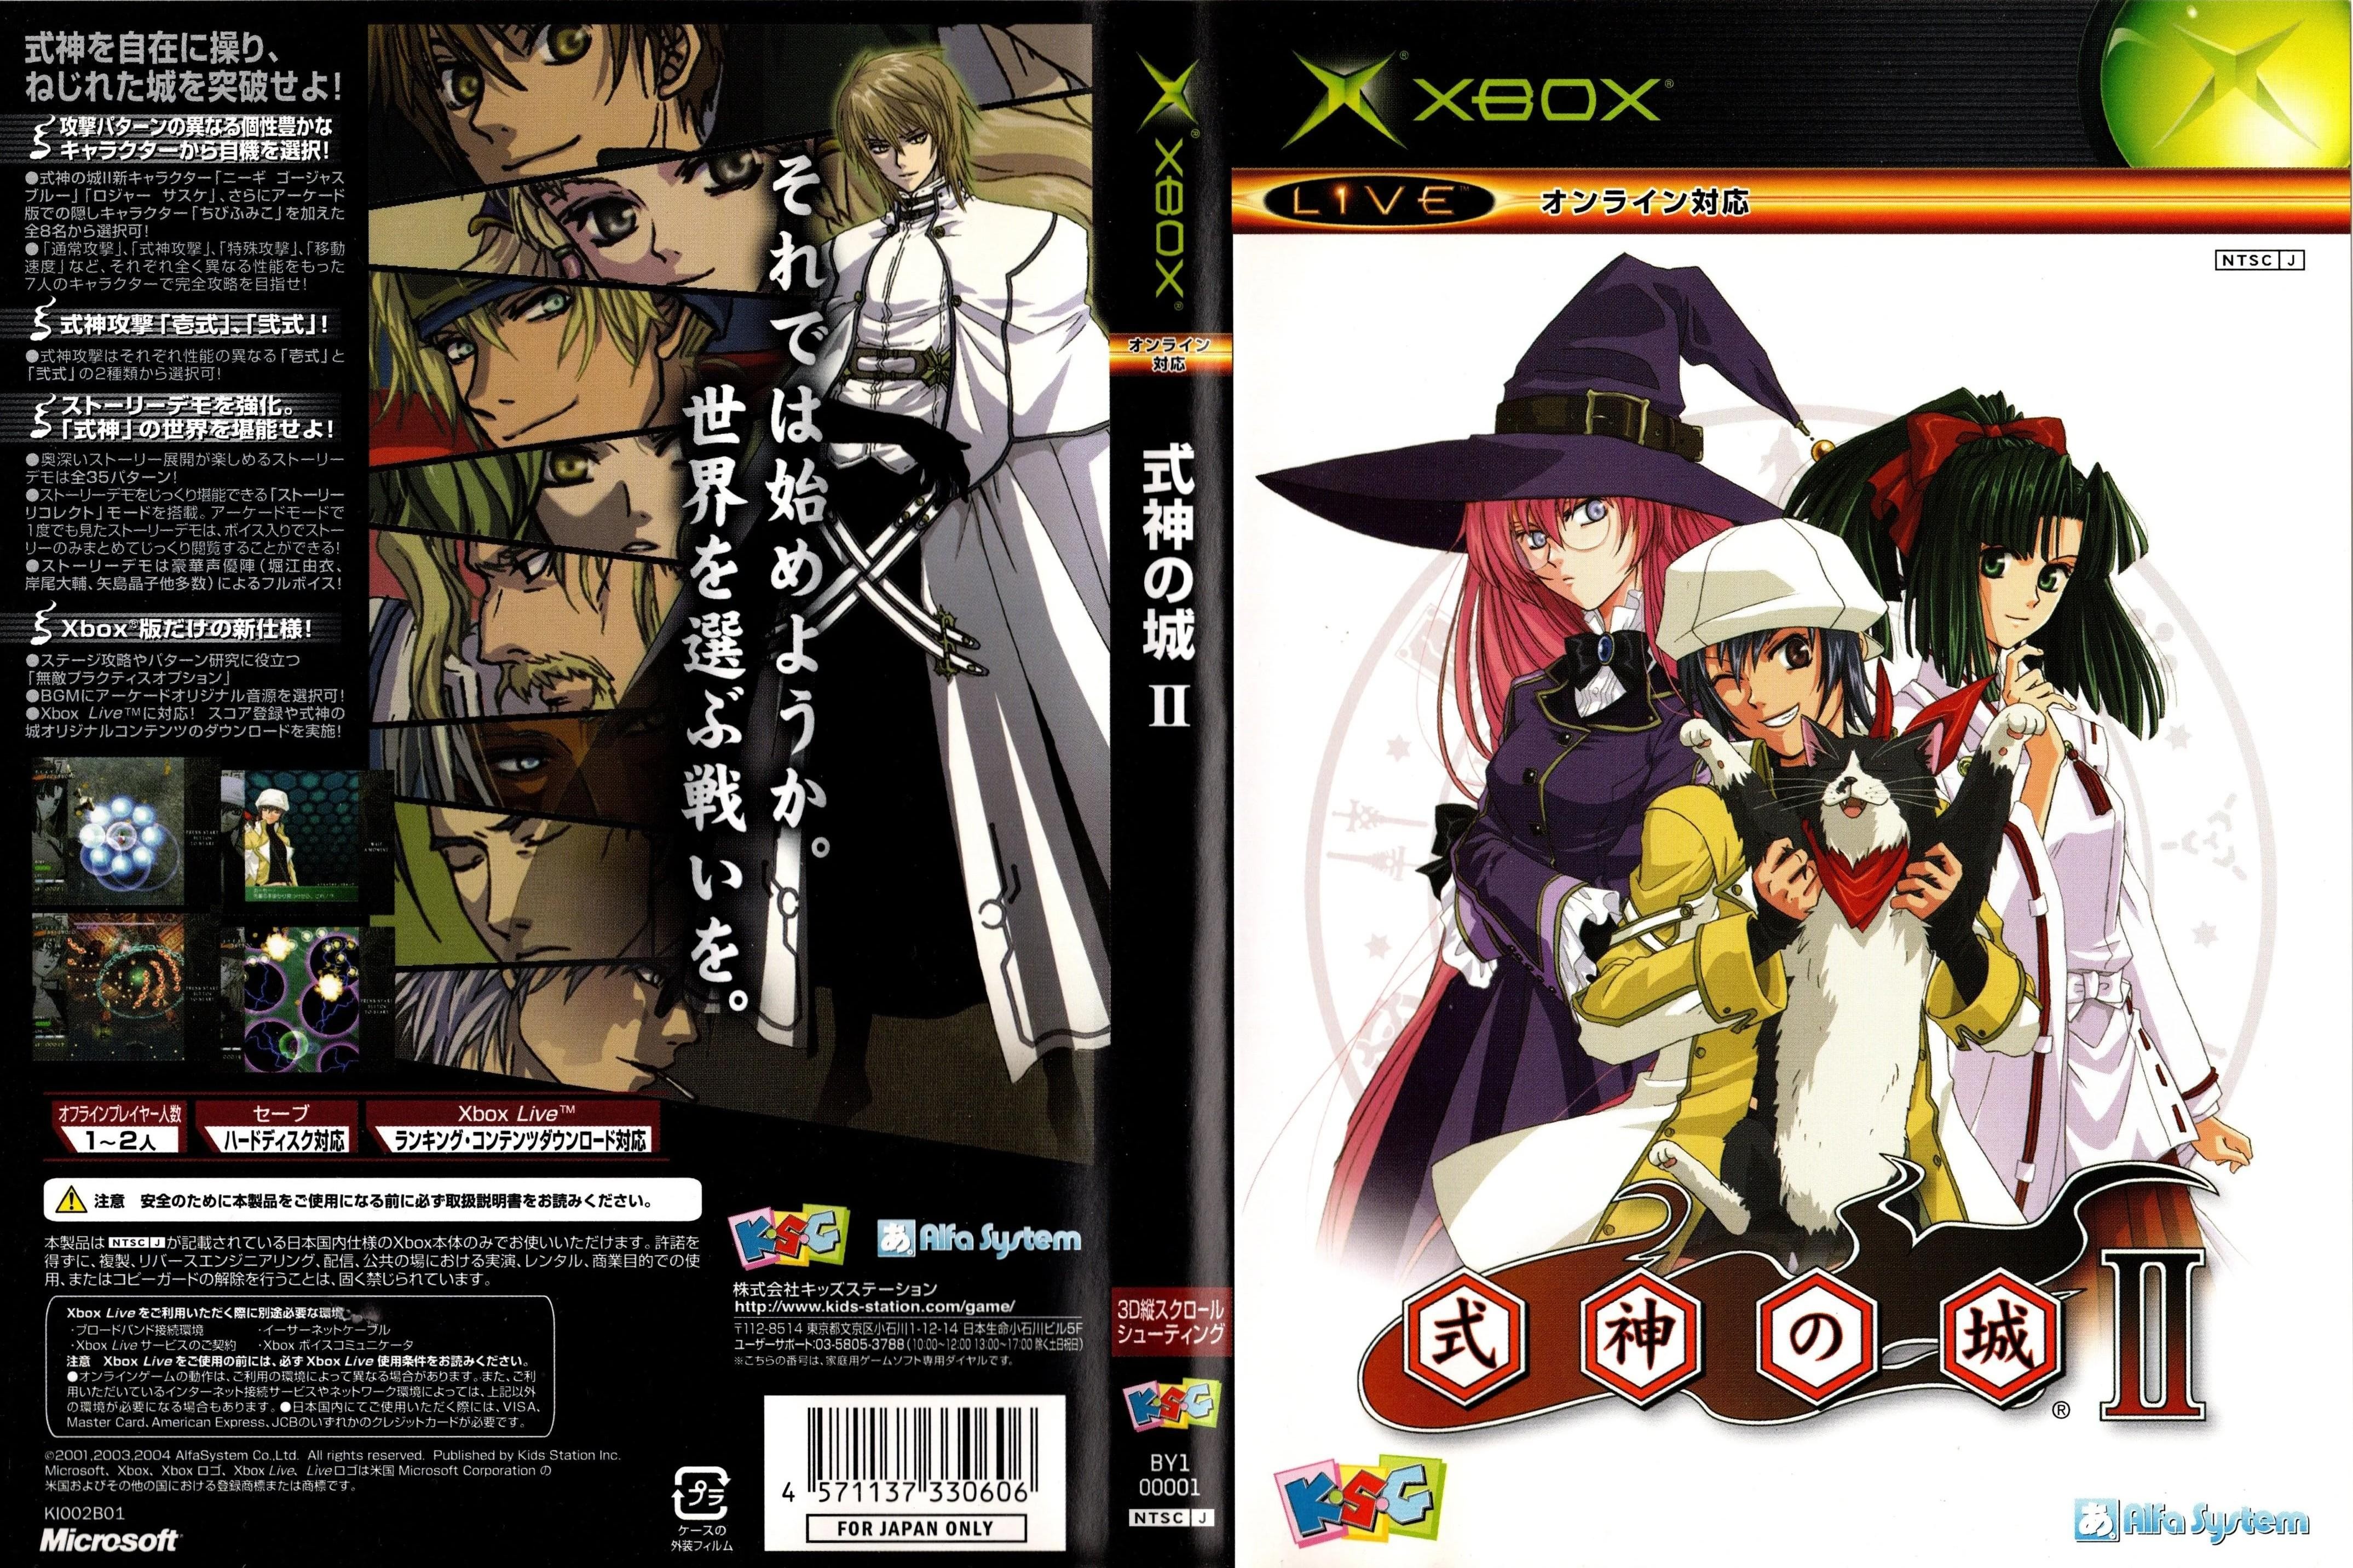 式神を自在に操り、
ねじれた城を突破せよ!
攻撃パターンの異なる個性豊かな
キャラクターから自機を選択!
●式神の城II新キャラクター「ニーギ ゴージャス
ブルー」「ロジャー サスケ」、さらにアーケード
版での隠しキャラクター「ちびふみこ」を加えた
全8名から選択可!
●「通常攻撃」、「式神攻撃」、「特殊攻撃」、「移動
速度」など、それぞれ全く異なる性能をもった
7人のキャラクターで完全攻略を目指せ!
式神攻撃「壱式」、「弐式」!
●式神攻撃はそれぞれ性能の異なる「壱式」と
「弐式」の2種類から選択可!
ストーリーデモを強化。
「式神」の世界を堪能せよ!
●奥深いストーリー展開が楽しめるストーリー
デモは全35パターン!
●ストーリーデモをじっくり堪能できる「ストーリー
リコレクト」モードを搭載。アーケードモードで
1度でも見たストーリーデモは、ボイス入りでストー
リーのみまとめてじっくり閲覧することができる!
●ストーリーデモは豪華声優陣(堀江由衣、
岸尾大輔、矢島晶子他多数)によるフルボイス!
Xbox®版だけの新仕様!
●ステージ攻略やパターン研究に役立つ
「無敵プラクティスオプション」
●BGMにアーケードオリジナル音源を選択可!
●Xbox Live™に対応! スコア登録や式神の
城オリジナルコンテンツのダウンロードを実施!
それでは始めようか。
世界を選ぶ戦いを。
オフラインプレイヤー人数
1~2人
セーブ
ハードディスク対応
Xbox Live™
ランキング・コンテンツダウンロード対応
注意 安全のために本製品をご使用になる前に必ず取扱説明書をお読みください。
本製品は NTSC J が記載されている日本国内仕様のXbox本体のみでお使いいただけます。許諾を
得ずに、複製、リバースエンジニアリング、配信、公共の場における実演、レンタル、商業目的での使
用、またはコピーガードの解除を行うことは、固く禁じられています。
Xbox Live をご利用いただく際に別途必要な環境
・ブロードバンド接続環境 ・イーサーネットケーブル
・Xbox Live サービスのご契約 ・Xbox ボイスコミュニケータ
注意 Xbox Live をご使用の前には、必ず Xbox Live 使用条件をお読みください。
●オンラインゲームの動作は、ご利用の環境によって異なる場合があります。また、ご利
用いただいているインターネット接続サービスやネットワーク環境によっては、上記以外
の環境が必要になる場合もあります。●日本国内にてご使用いただく際には、VISA、
Master Card、American Express、JCBのいずれかのクレジットカードが必要です。
©2001,2003,2004 AlfaSystem Co.,Ltd. All rights reserved. Published by Kids Station Inc.
Microsoft、Xbox、Xbox ロゴ、Xbox Live、Liveロゴは米国 Microsoft Corporation の
米国およびその他の国における登録商標または商標です。
KI002B01
Microsoft
K・S・G
あ。Alfa System
株式会社キッズステーション
http://www.kids-station.com/game/
〒112-8514 東京都文京区小石川1-12-14 日本生命小石川ビル5F
ユーザーサポート:03-5805-3788(10:00~12:00 13:00~17:00 除く土日祝日)
※こちらの番号は、家庭用ゲームソフト専用ダイヤルです。
プラ
ケースの
外装フィルム
4 571137 330606
FOR JAPAN ONLY
XBOX®
オンライン
対応
式神の城 II
3D縦スクロール
シューティング
K・S・G
BY1
00001
NTSC J
XBOX®
LIVE™ オンライン対応
NTSC J
式神の城 II ®
K・S・G
あ。Alfa System